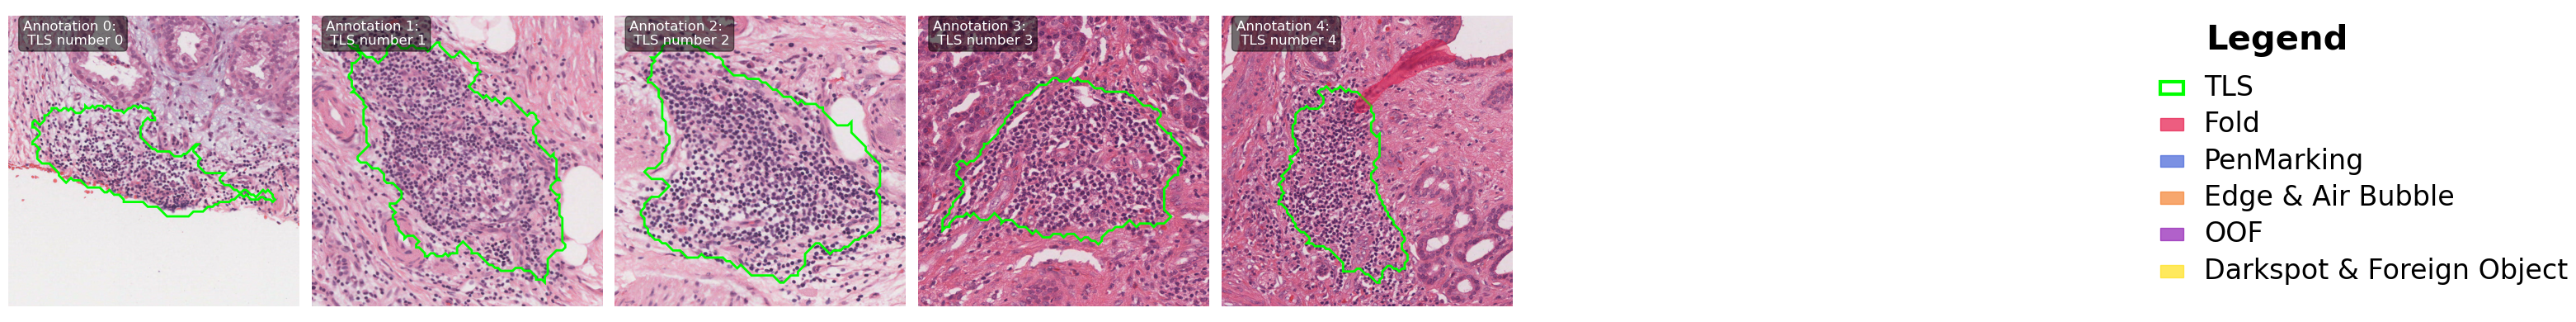 Annotation 0:
TLS number 0
Annotation 1:
TLS number 1
Annotation 2:
TLS number 2
Annotation 3:
TLS number 3
Annotation 4:
TLS number 4
Legend
TLS
Fold
PenMarking
Edge & Air Bubble
OOF
Darkspot & Foreign Object